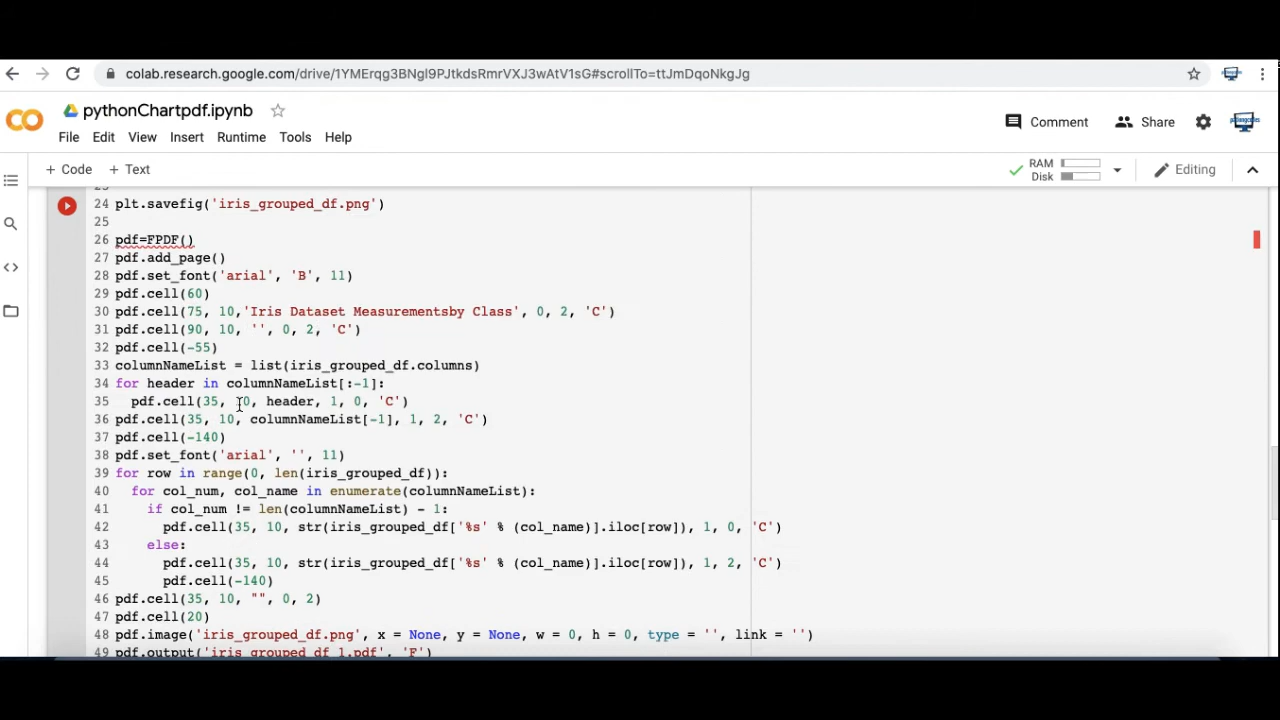 colab.research.google.com/drive/1YMErqg3BNgl9PJtkdsRmrVXJ3wAtV1sG#scrollTo=ttJmDqoNkgJg
pythonChartpdf.ipynb
File Edit View Insert Runtime Tools Help
Comment Share
+ Code + Text
RAM
Disk
Editing
24 plt.savefig('iris_grouped_df.png')
25
26 pdf=FPDF()
27 pdf.add_page()
28 pdf.set_font('arial', 'B', 11)
29 pdf.cell(60)
30 pdf.cell(75, 10,'Iris Dataset Measurementsby Class', 0, 2, 'C')
31 pdf.cell(90, 10, '', 0, 2, 'C')
32 pdf.cell(-55)
33 columnNameList = list(iris_grouped_df.columns)
34 for header in columnNameList[:-1]:
35 pdf.cell(35, 10, header, 1, 0, 'C')
36 pdf.cell(35, 10, columnNameList[-1], 1, 2, 'C')
37 pdf.cell(-140)
38 pdf.set_font('arial', '', 11)
39 for row in range(0, len(iris_grouped_df)):
40 for col_num, col_name in enumerate(columnNameList):
41 if col_num != len(columnNameList) - 1:
42 pdf.cell(35, 10, str(iris_grouped_df['%s' % (col_name)].iloc[row]), 1, 0, 'C')
43 else:
44 pdf.cell(35, 10, str(iris_grouped_df['%s' % (col_name)].iloc[row]), 1, 2, 'C')
45 pdf.cell(-140)
46 pdf.cell(35, 10, "", 0, 2)
47 pdf.cell(20)
48 pdf.image('iris_grouped_df.png', x = None, y = None, w = 0, h = 0, type = '', link = '')
49 pdf.output('iris_grouped_df_1.pdf', 'F')